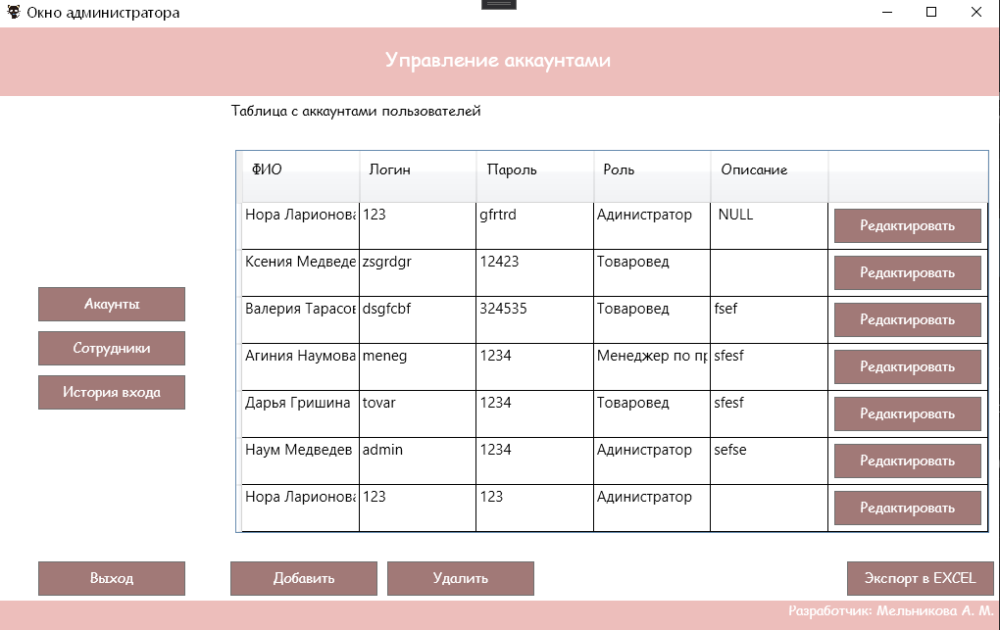 Окно администратора
Управление аккаунтами
Таблица с аккаунтами пользователей
ФИО Логин Пароль Роль Описание
Нора Ларионова 123 gfrtrd Адинистратор NULL Редактировать
Ксения Медведе zsgrdgr 12423 Товаровед Редактировать
Валерия Тарасов dsgfcbf 324535 Товаровед fsef Редактировать
Агиния Наумова meneg 1234 Менеджер по пр sfesf Редактировать
Дарья Гришина tovar 1234 Товаровед sfesf Редактировать
Наум Медведев admin 1234 Адинистратор sefse Редактировать
Нора Ларионова 123 123 Адинистратор Редактировать
Акаунты
Сотрудники
История входа
Выход Добавить Удалить Экспорт в EXCEL
Разработчик: Мельникова А. М.